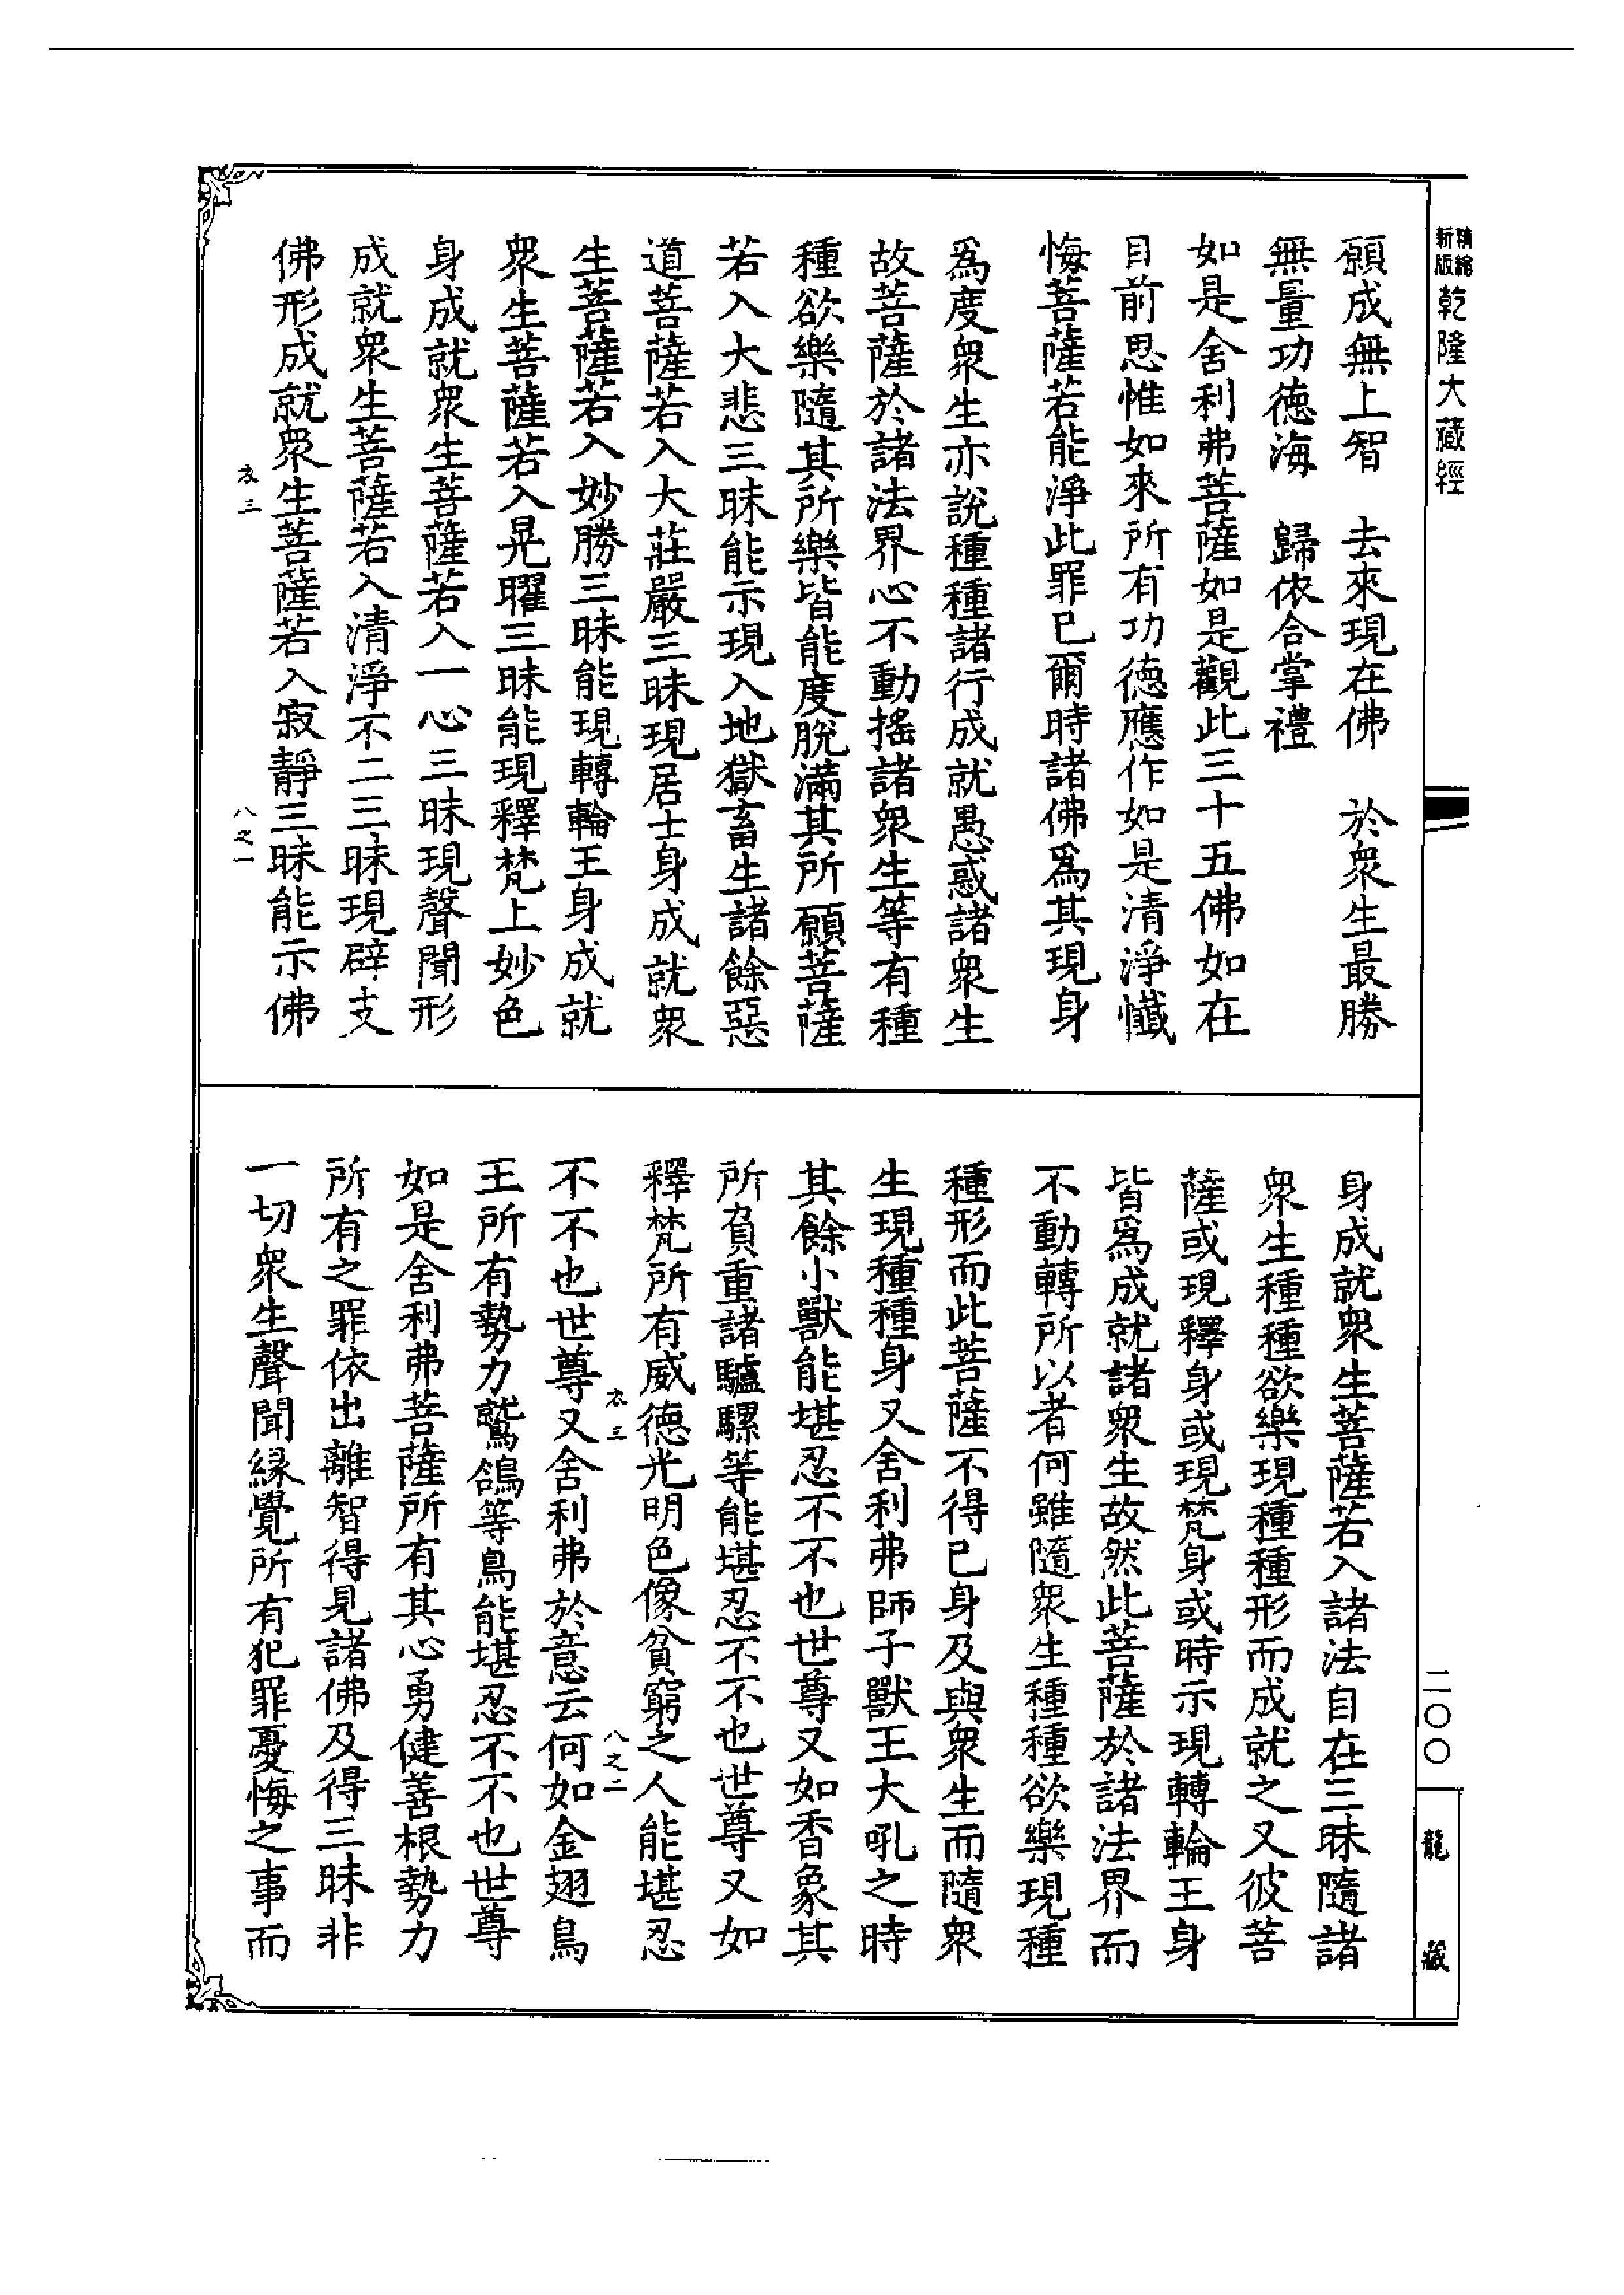 精縮
新版
乾隆大藏經
願成無上智　去來現在佛　於衆生最勝
無量功德海　歸依合掌禮
如是舍利弗菩薩如是觀此三十五佛如在
目前思惟如來所有功德應作如是清淨懺
悔菩薩若能淨此罪已爾時諸佛爲其現身
爲度衆生亦說種種諸行成就愚惑諸衆生
故菩薩於諸法界心不動搖諸衆生等有種
種欲樂隨其所樂皆能度脫滿其所願菩薩
若入大悲三昧能示現入地獄畜生諸餘惡
道菩薩若入大莊嚴三昧現居士身成就衆
生菩薩若入妙勝三昧能現轉輪王身成就
衆生菩薩若入晃曜三昧能現釋梵上妙色
身成就衆生菩薩若入一心三昧現聲聞形
成就衆生菩薩若入清淨不二三昧現辟支
佛形成就衆生菩薩若入寂靜三昧能示佛
衣三　八之一
身成就衆生菩薩若入諸法自在三昧隨諸
衆生種種欲樂現種種形而成就之又彼菩
薩或現釋身或現梵身或時示現轉輪王身
皆爲成就諸衆生故然此菩薩於諸法界而
不動轉所以者何雖隨衆生種種欲樂現種
種形而此菩薩不得已身及與衆生而隨衆
生現種種身又舍利弗師子獸王大吼之時
其餘小獸能堪忍不不也世尊又如香象其
所負重諸驢騾等能堪忍不不也世尊又如
釋梵所有威德光明色像貧窮之人能堪忍
衣三　八之二
不不也世尊又舍利弗於意云何如金翅鳥
王所有勢力鷲鴿等鳥能堪忍不不也世尊
如是舍利弗菩薩所有其心勇健善根勢力
所有之罪依出離智得見諸佛及得三昧非
一切衆生聲聞緣覺所有犯罪憂悔之事而
二〇〇
龍藏